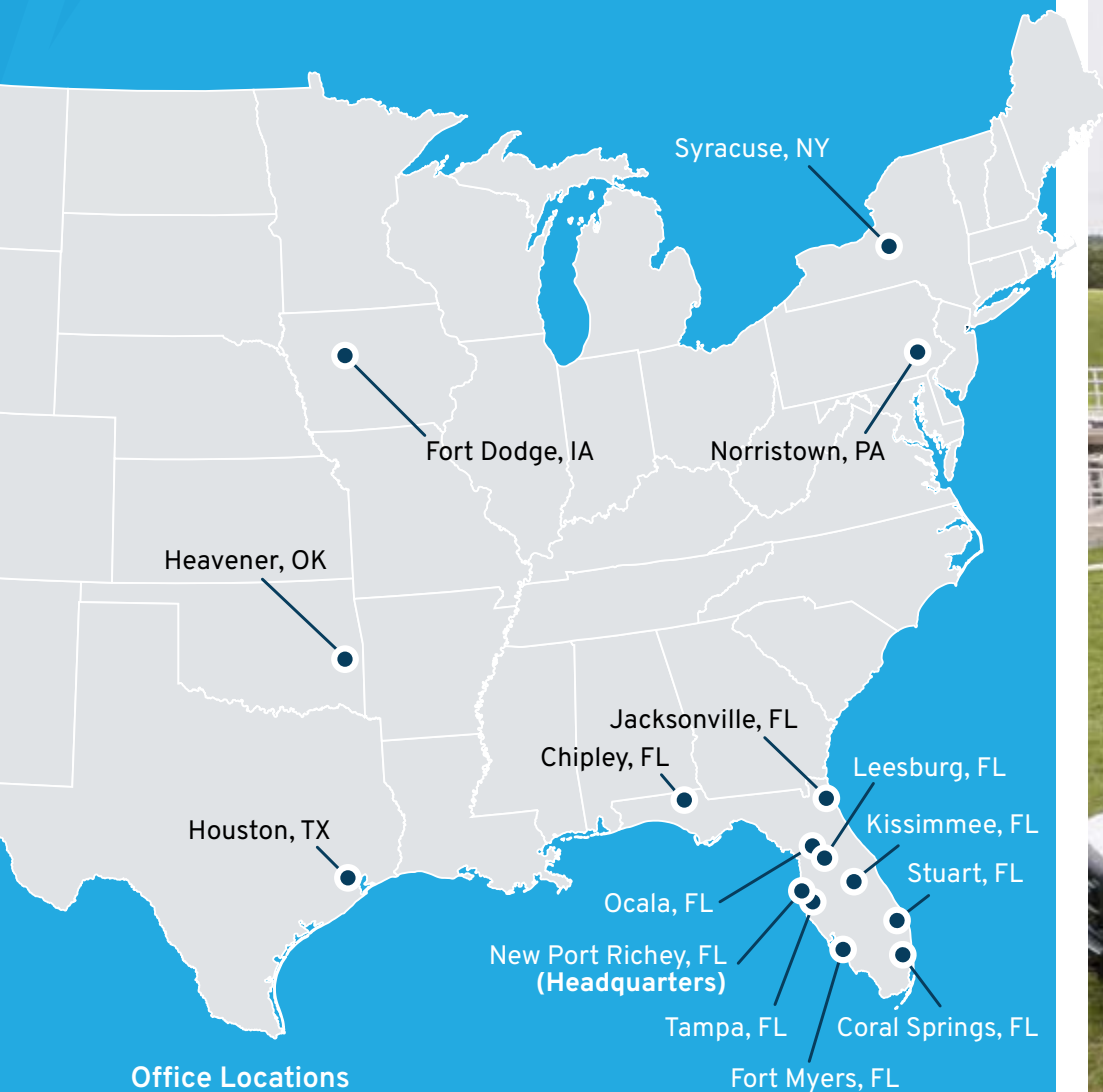 Syracuse, NY
Fort Dodge, IA
Norristown, PA
Heavener, OK
Jacksonville, FL
Chipley, FL
Leesburg, FL
Kissimmee, FL
Houston, TX
Stuart, FL
Ocala, FL
New Port Richey, FL
(Headquarters)
Tampa, FL
Coral Springs, FL
Fort Myers, FL
Office Locations